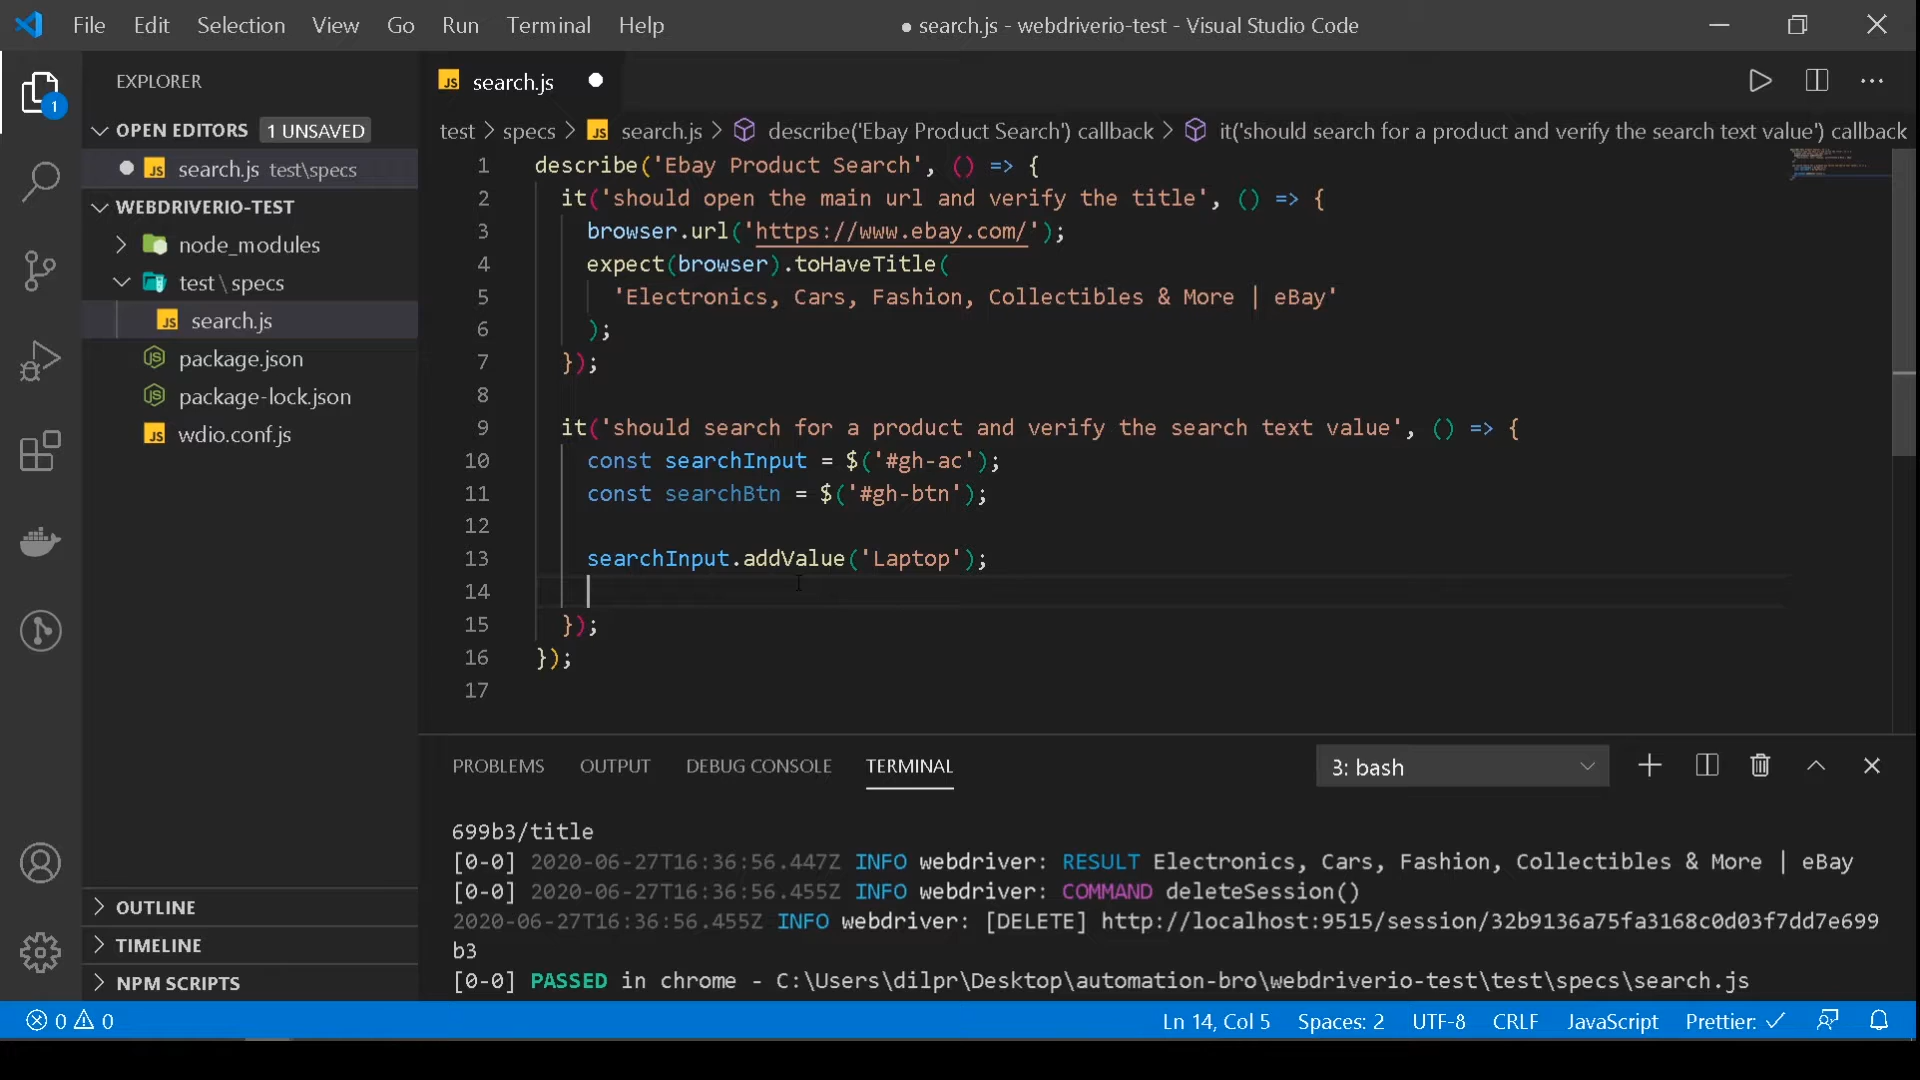 File Edit Selection View Go Run Terminal Help
● search.js - webdriverio-test - Visual Studio Code
EXPLORER
1
OPEN EDITORS 1 UNSAVED
JS search.js test\specs
WEBDRIVERIO-TEST
node_modules
test\specs
JS search.js
JS package.json
JS package-lock.json
JS wdio.conf.js
OUTLINE
TIMELINE
NPM SCRIPTS
JS search.js ●
test > specs > JS search.js > describe('Ebay Product Search') callback > it('should search for a product and verify the search text value') callback
1 describe('Ebay Product Search', () => {
2 it('should open the main url and verify the title', () => {
3 browser.url('https://www.ebay.com/');
4 expect(browser).toHaveTitle(
5 'Electronics, Cars, Fashion, Collectibles & More | eBay'
6 );
7 });
8
9 it('should search for a product and verify the search text value', () => {
10 const searchInput = $('#gh-ac');
11 const searchBtn = $('#gh-btn');
12
13 searchInput.addValue('Laptop');
14
15 });
16 });
17
PROBLEMS OUTPUT DEBUG CONSOLE TERMINAL 3: bash
699b3/title
[0-0] 2020-06-27T16:36:56.447Z INFO webdriver: RESULT Electronics, Cars, Fashion, Collectibles & More | eBay
[0-0] 2020-06-27T16:36:56.455Z INFO webdriver: COMMAND deleteSession()
2020-06-27T16:36:56.455Z INFO webdriver: [DELETE] http://localhost:9515/session/32b9136a75fa3168c0d03f7dd7e699
b3
[0-0] PASSED in chrome - C:\Users\dilpr\Desktop\automation-bro\webdriverio-test\test\specs\search.js
0 0 Ln 14, Col 5 Spaces: 2 UTF-8 CRLF JavaScript Prettier: ✓